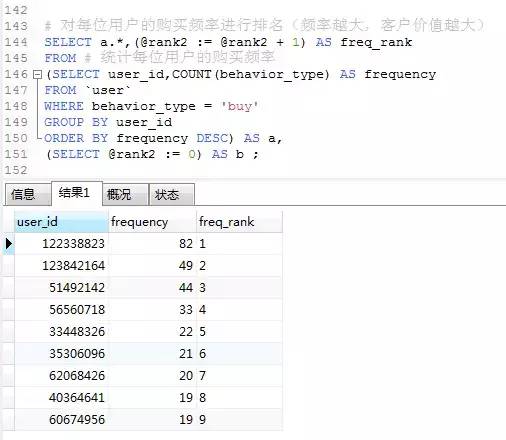 142
143 # 对每位用户的购买频率进行排名（频率越大，客户价值越大）
144 SELECT a.*,(@rank2 := @rank2 + 1) AS freq_rank
145 FROM # 统计每位用户的购买频率
146 (SELECT user_id,COUNT(behavior_type) AS frequency
147 FROM `user`
148 WHERE behavior_type = 'buy'
149 GROUP BY user_id
150 ORDER BY frequency DESC) AS a,
151 (SELECT @rank2 := 0) AS b ;
152
信息 结果1 概况 状态
user_id frequency freq_rank
122338823 82 1
123842164 49 2
51492142 44 3
56560718 33 4
33448326 22 5
35306096 21 6
62068426 20 7
40364641 19 8
60674956 19 9